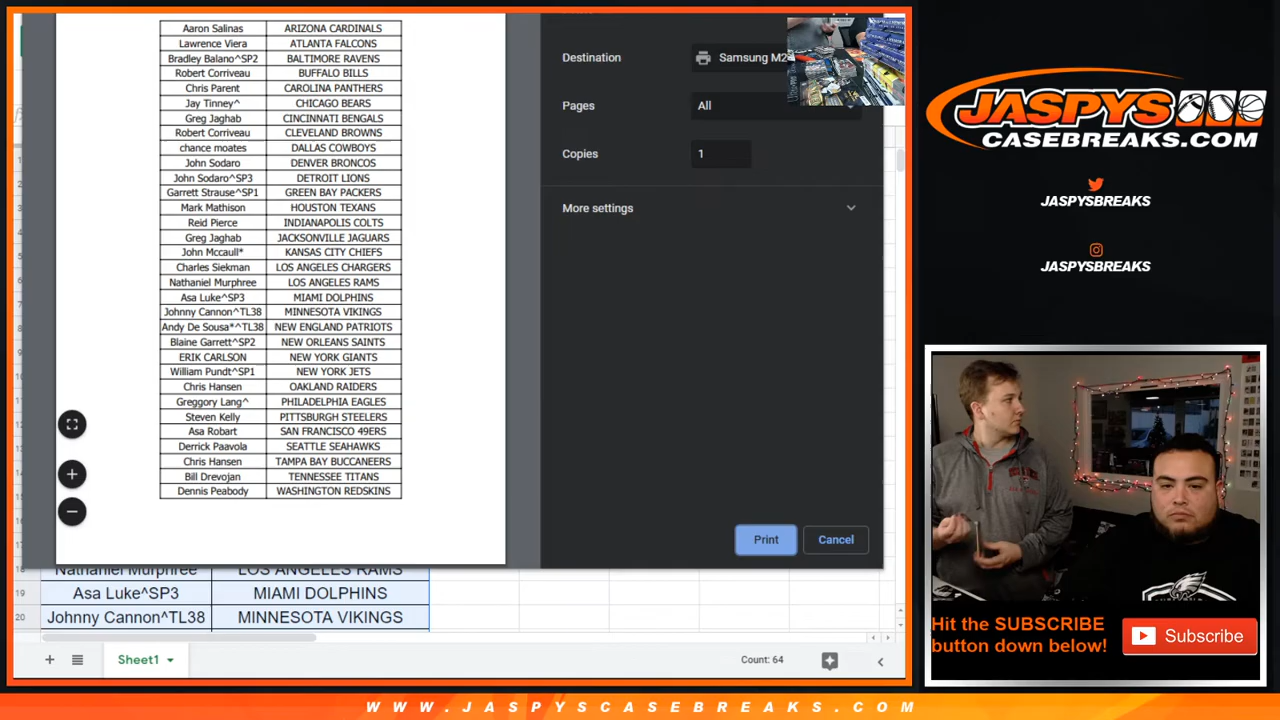 Aaron Salinas ARIZONA CARDINALS
Lawrence Viera ATLANTA FALCONS
Bradley Balano^SP2 BALTIMORE RAVENS
Robert Corriveau BUFFALO BILLS
Chris Parent CAROLINA PANTHERS
Jay Tinney^ CHICAGO BEARS
Greg Jaghab CINCINNATI BENGALS
Robert Corriveau CLEVELAND BROWNS
chance moates DALLAS COWBOYS
John Sodaro DENVER BRONCOS
John Sodaro^SP3 DETROIT LIONS
Garrett Strause^SP1 GREEN BAY PACKERS
Mark Mathison HOUSTON TEXANS
Reid Pierce INDIANAPOLIS COLTS
Greg Jaghab JACKSONVILLE JAGUARS
John Mccaull* KANSAS CITY CHIEFS
Charles Siekman LOS ANGELES CHARGERS
Nathaniel Murphree LOS ANGELES RAMS
Asa Luke^SP3 MIAMI DOLPHINS
Johnny Cannon^TL38 MINNESOTA VIKINGS
Andy De Sousa*^TL38 NEW ENGLAND PATRIOTS
Blaine Garrett^SP2 NEW ORLEANS SAINTS
ERIK CARLSON NEW YORK GIANTS
William Pundt^SP1 NEW YORK JETS
Chris Hansen OAKLAND RAIDERS
Greggory Lang^ PHILADELPHIA EAGLES
Steven Kelly PITTSBURGH STEELERS
Asa Robart SAN FRANCISCO 49ERS
Derrick Paavola SEATTLE SEAHAWKS
Chris Hansen TAMPA BAY BUCCANEERS
Bill Drevojan TENNESSEE TITANS
Dennis Peabody WASHINGTON REDSKINS
Destination Samsung M2
Pages All
Copies 1
More settings
Print Cancel
18 Nathaniel Murphree LOS ANGELES RAMS
19 Asa Luke^SP3 MIAMI DOLPHINS
20 Johnny Cannon^TL38 MINNESOTA VIKINGS
Sheet1 Count: 64
JASPYS
CASEBREAKS.COM
JASPYSBREAKS
JASPYSBREAKS
Hit the SUBSCRIBE
button down below!
Subscribe
WWW.JASPYSCASEBREAKS.COM